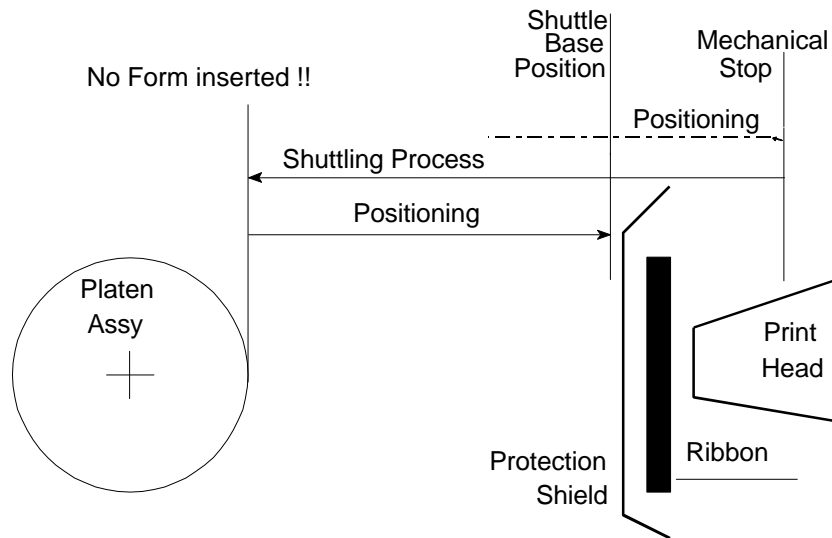 Shuttle
Base
Position
Mechanical
Stop
No Form inserted !!
Positioning
Shuttling Process
Positioning
Platen
Assy
Print
Head
Protection
Shield
Ribbon